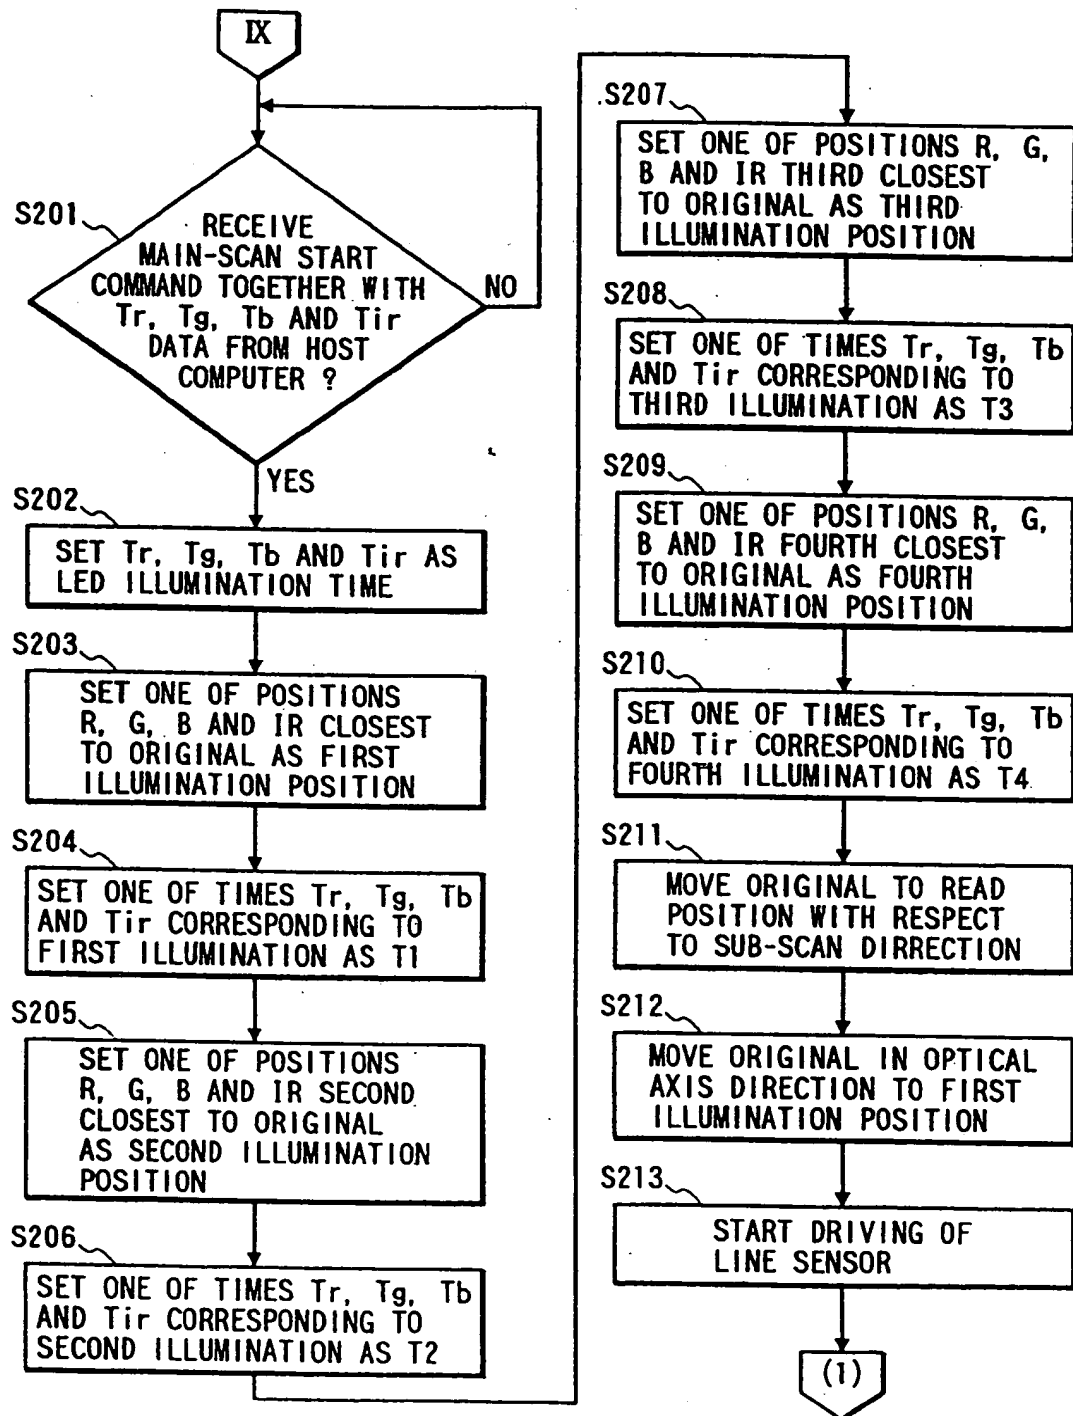 IX
S201
RECEIVE
MAIN-SCAN START
COMMAND TOGETHER WITH
Tr, Tg, Tb AND Tir
DATA FROM HOST
COMPUTER ?
NO
YES
S202
SET Tr, Tg, Tb AND Tir AS
LED ILLUMINATION TIME
S203
SET ONE OF POSITIONS
R, G, B AND IR CLOSEST
TO ORIGINAL AS FIRST
ILLUMINATION POSITION
S204
SET ONE OF TIMES Tr, Tg, Tb
AND Tir CORRESPONDING TO
FIRST ILLUMINATION AS T1
S205
SET ONE OF POSITIONS
R, G, B AND IR SECOND
CLOSEST TO ORIGINAL
AS SECOND ILLUMINATION
POSITION
S206
SET ONE OF TIMES Tr, Tg, Tb
AND Tir CORRESPONDING TO
SECOND ILLUMINATION AS T2
S207
SET ONE OF POSITIONS R, G,
B AND IR THIRD CLOSEST
TO ORIGINAL AS THIRD
ILLUMINATION POSITION
S208
SET ONE OF TIMES Tr, Tg, Tb
AND Tir CORRESPONDING TO
THIRD ILLUMINATION AS T3
S209
SET ONE OF POSITIONS R, G,
B AND IR FOURTH CLOSEST
TO ORIGINAL AS FOURTH
ILLUMINATION POSITION
S210
SET ONE OF TIMES Tr, Tg, Tb
AND Tir CORRESPONDING TO
FOURTH ILLUMINATION AS T4
S211
MOVE ORIGINAL TO READ
POSITION WITH RESPECT
TO SUB-SCAN DIRRECTION
S212
MOVE ORIGINAL IN OPTICAL
AXIS DIRECTION TO FIRST
ILLUMINATION POSITION
S213
START DRIVING OF
LINE SENSOR
(1)